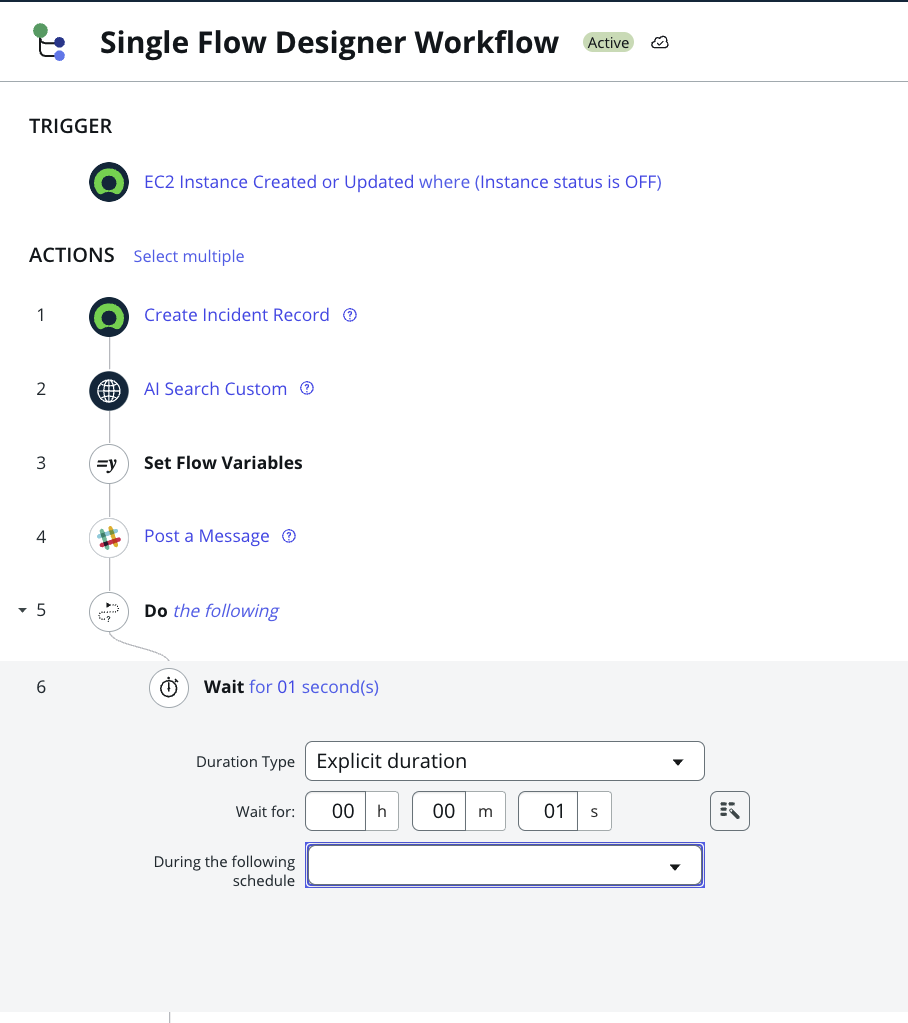 Single Flow Designer Workflow Active
TRIGGER
EC2 Instance Created or Updated where (Instance status is OFF)
ACTIONS Select multiple
1 Create Incident Record ?
2 AI Search Custom ?
3 =y Set Flow Variables
4 Post a Message ?
5 ? Do the following
6 Wait for 01 second(s)
Duration Type Explicit duration
Wait for: 00 h 00 m 01 s
During the following
schedule